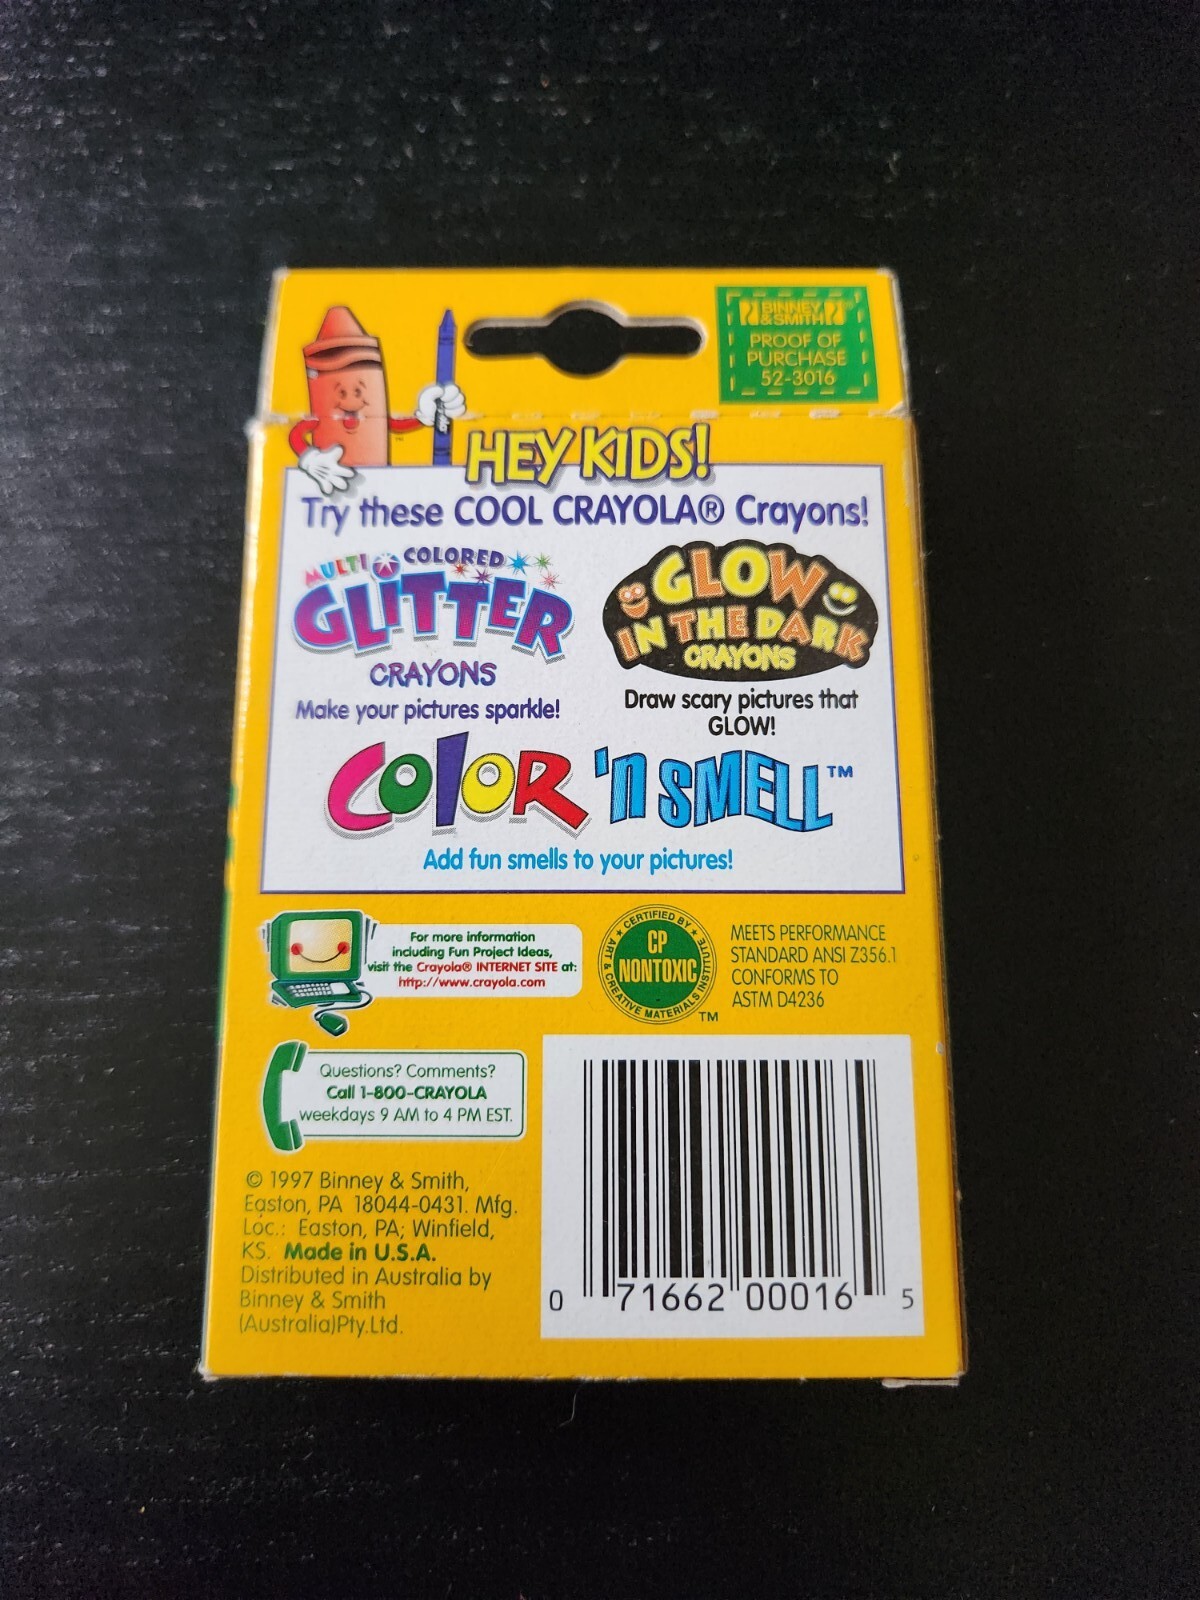 BINNEY
& SMITH
PROOF OF
PURCHASE
52-3016
HEY KIDS!
Try these COOL CRAYOLA® Crayons!
MULTI COLORED
GLITTER
CRAYONS
Make your pictures sparkle!
GLOW
IN THE DARK
CRAYONS
Draw scary pictures that
GLOW!
COLOR 'n SMELL™
Add fun smells to your pictures!
For more information
including Fun Project Ideas,
visit the Crayola® INTERNET SITE at:
http://www.crayola.com
CERTIFIED BY
ART & CREATIVE MATERIALS INSTITUTE
CP
NONTOXIC
TM
MEETS PERFORMANCE
STANDARD ANSI Z356.1
CONFORMS TO
ASTM D4236
Questions? Comments?
Call 1-800-CRAYOLA
weekdays 9 AM to 4 PM EST.
© 1997 Binney & Smith,
Easton, PA 18044-0431. Mfg.
Loc.: Easton, PA; Winfield,
KS. Made in U.S.A.
Distributed in Australia by
Binney & Smith
(Australia)Pty.Ltd.
0 71662 00016 5